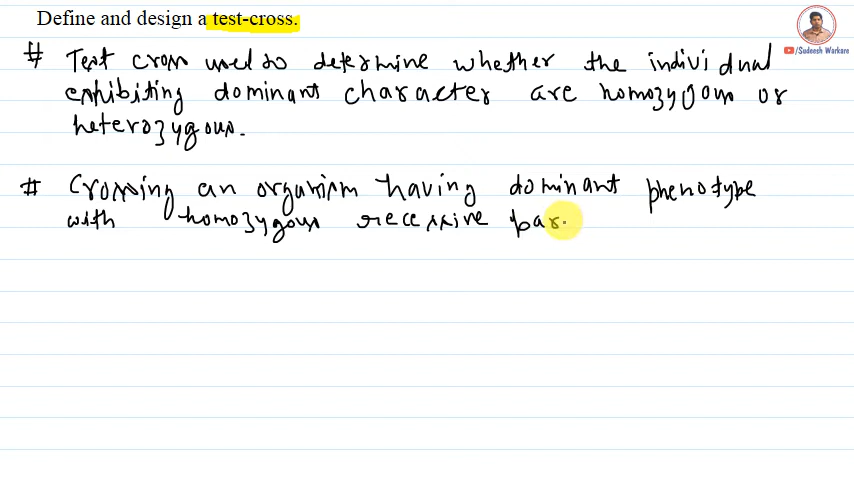 Define and design a test-cross.
/Sudeesh Workare
# Test cross used to determine whether the individual
exhibiting dominant character are homozygous or
heterozygous.
# Crossing an organism having dominant phenotype
with homozygous recessive par